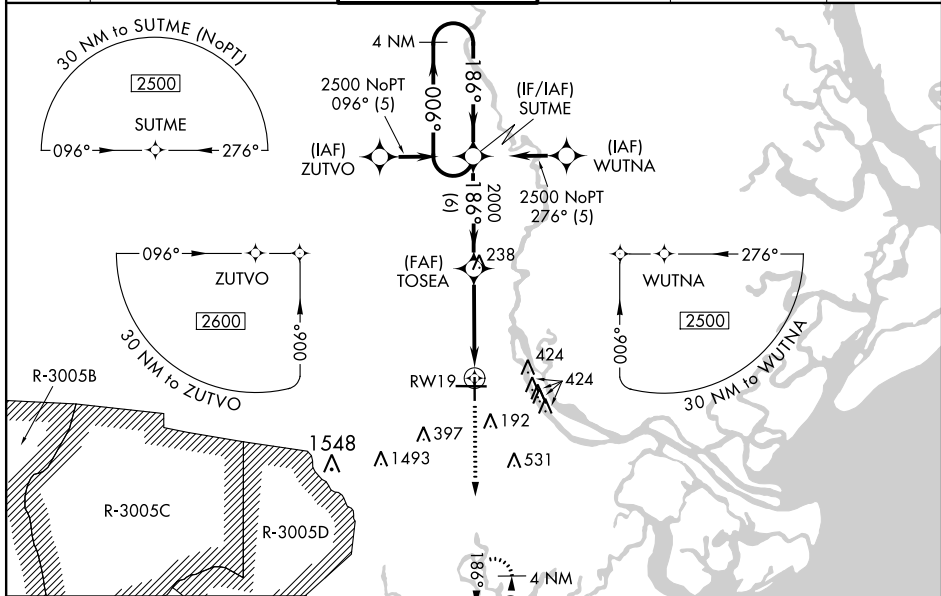 30 NM to SUTME (NoPT)
2500
SUTME
096°
276°
4 NM
006°
186°
2500 NoPT
096° (5)
(IAF)
ZUTVO
(IF/IAF)
SUTME
(IAF)
WUTNA
2500 NoPT
276° (5)
2000
186°
(6)
(FAF)
TOSEA
238
096°
ZUTVO
2600
006°
30 NM to ZUTVO
276°
WUTNA
2500
006°
30 NM to WUTNA
RW19
424
424
192
397
531
1548
1493
R-3005B
R-3005C
R-3005D
186°
4 NM